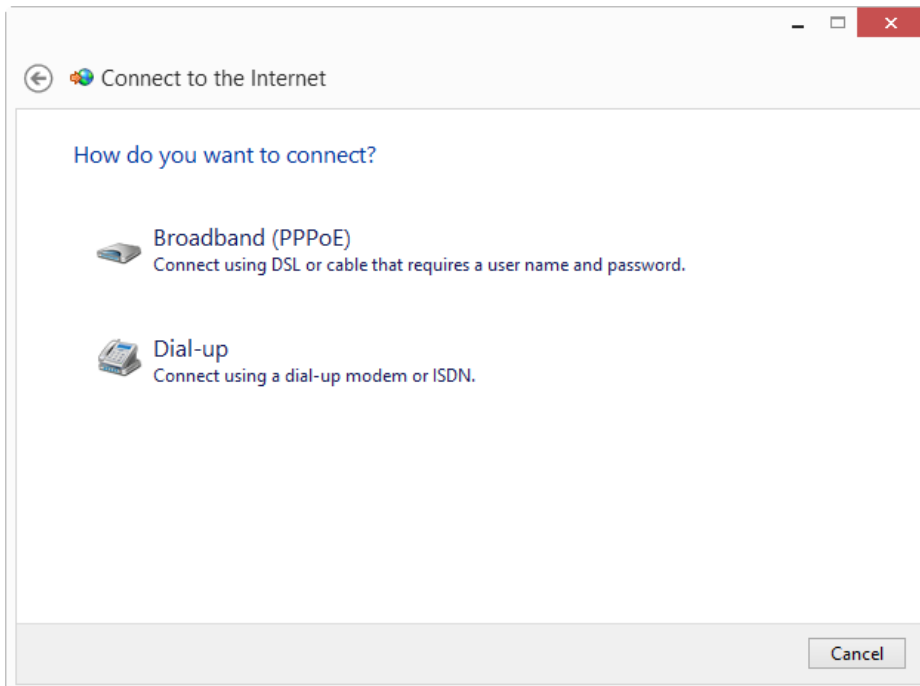 Connect to the Internet
How do you want to connect?
Broadband (PPPoE)
Connect using DSL or cable that requires a user name and password.
Dial-up
Connect using a dial-up modem or ISDN.
Cancel